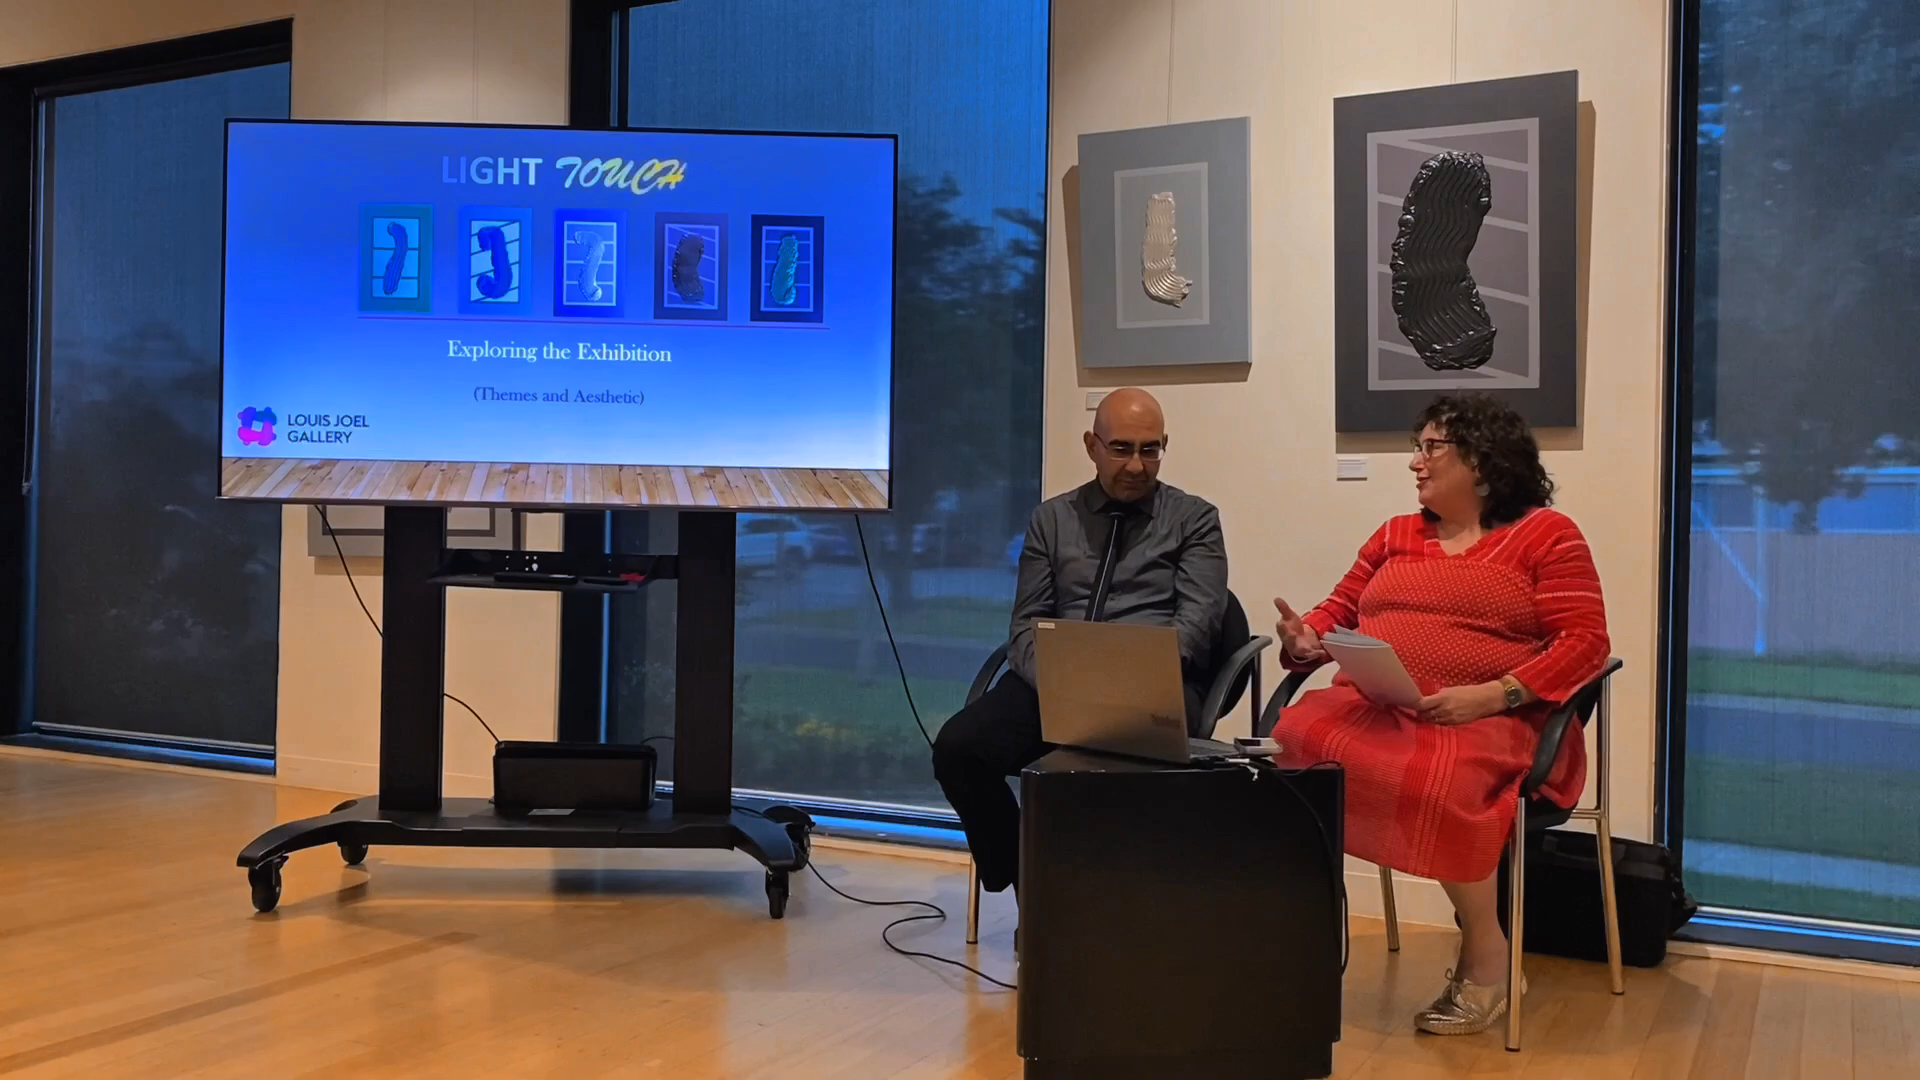 LIGHT TOUCH
Exploring the Exhibition
(Themes and Aesthetic)
LOUIS JOEL
GALLERY